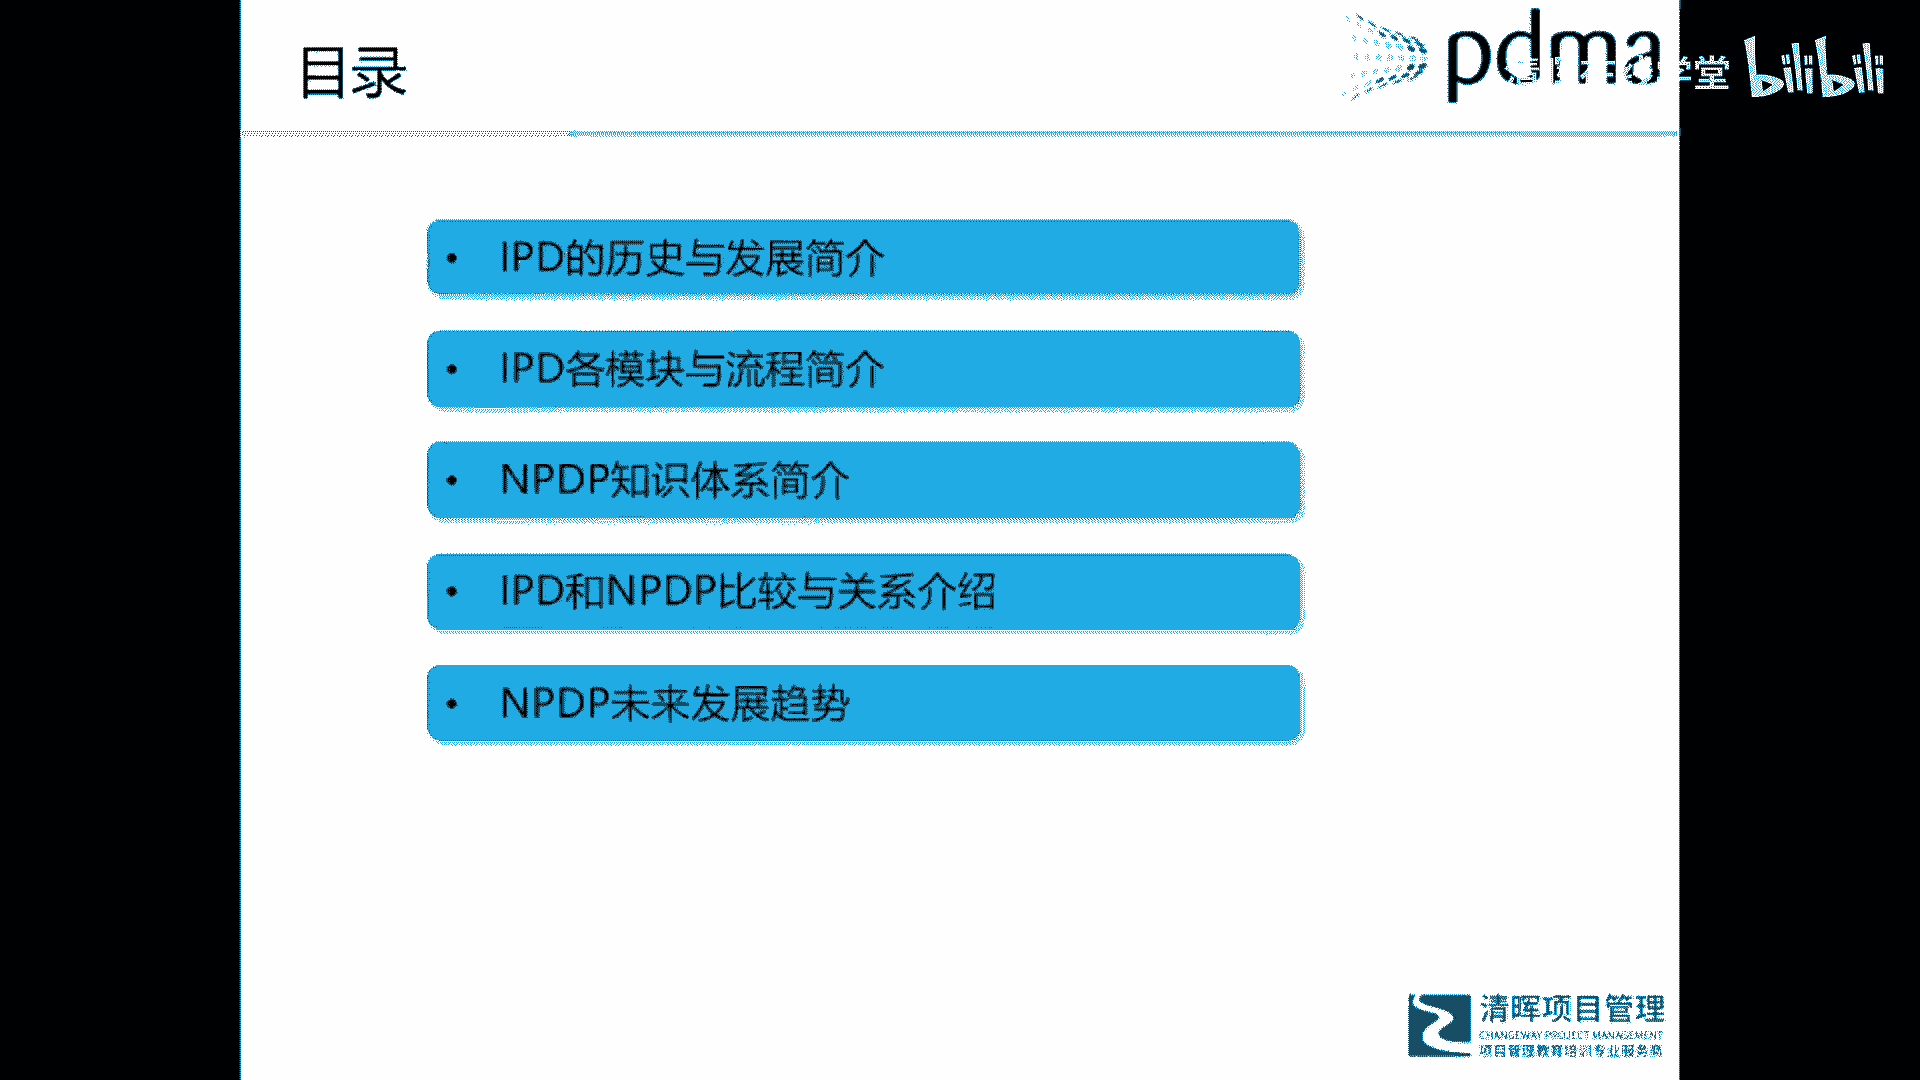 目录
pdma
学堂 bilibili
• IPD的历史与发展简介
• IPD各模块与流程简介
• NPDP知识体系简介
• IPD和NPDP比较与关系介绍
• NPDP未来发展趋势
清晖项目管理
CHANGEWAY PROJECT MANAGEMENT
项目管理教育培训专业服务商